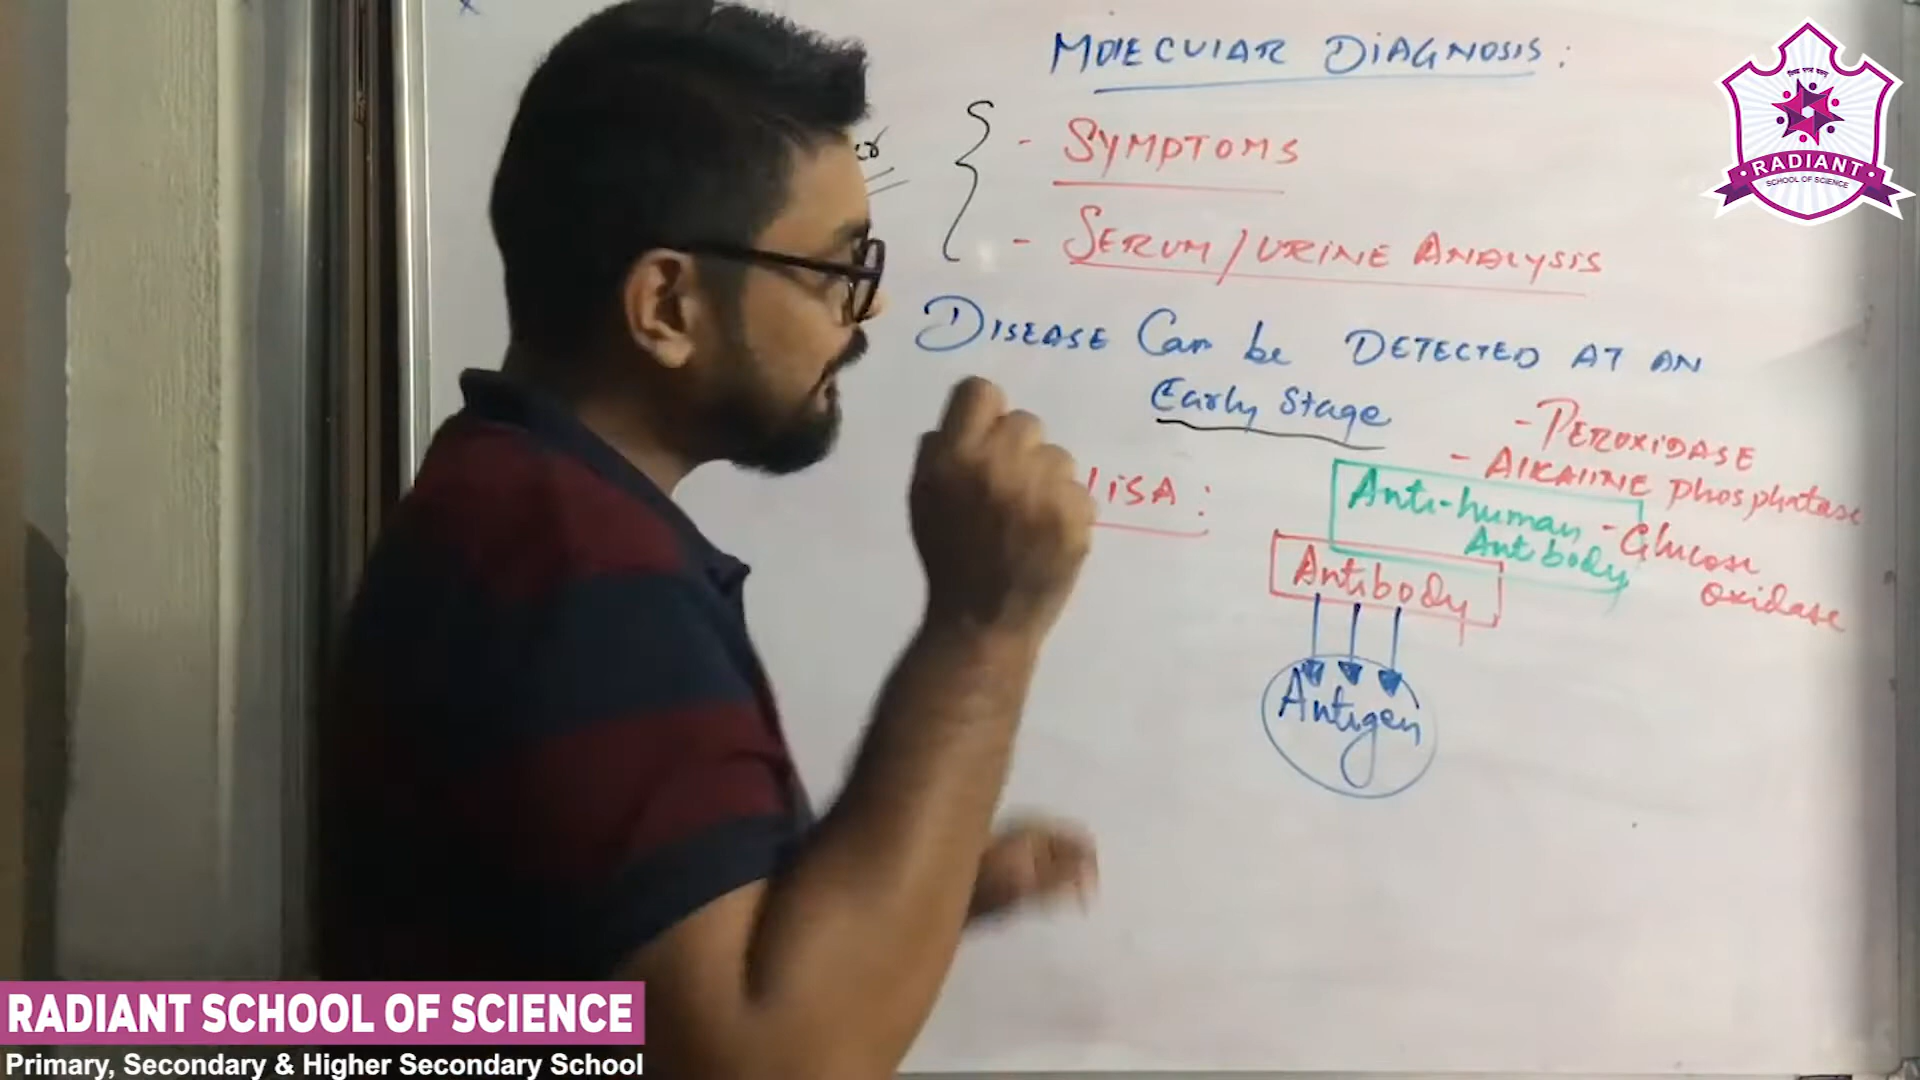 MOLECULAR DIAGNOSIS:
- SYMPTOMS
- SERUM/URINE ANALYSIS
DISEASE Can be DETECTED AT AN
Early Stage
- PEROXIDASE
- ALKALINE phosphatase
- Glucose
oxidase
LISA:
Anti-human
Antibody
Antibody
Antigen
RADIANT
SCHOOL OF SCIENCE
RADIANT SCHOOL OF SCIENCE
Primary, Secondary & Higher Secondary School